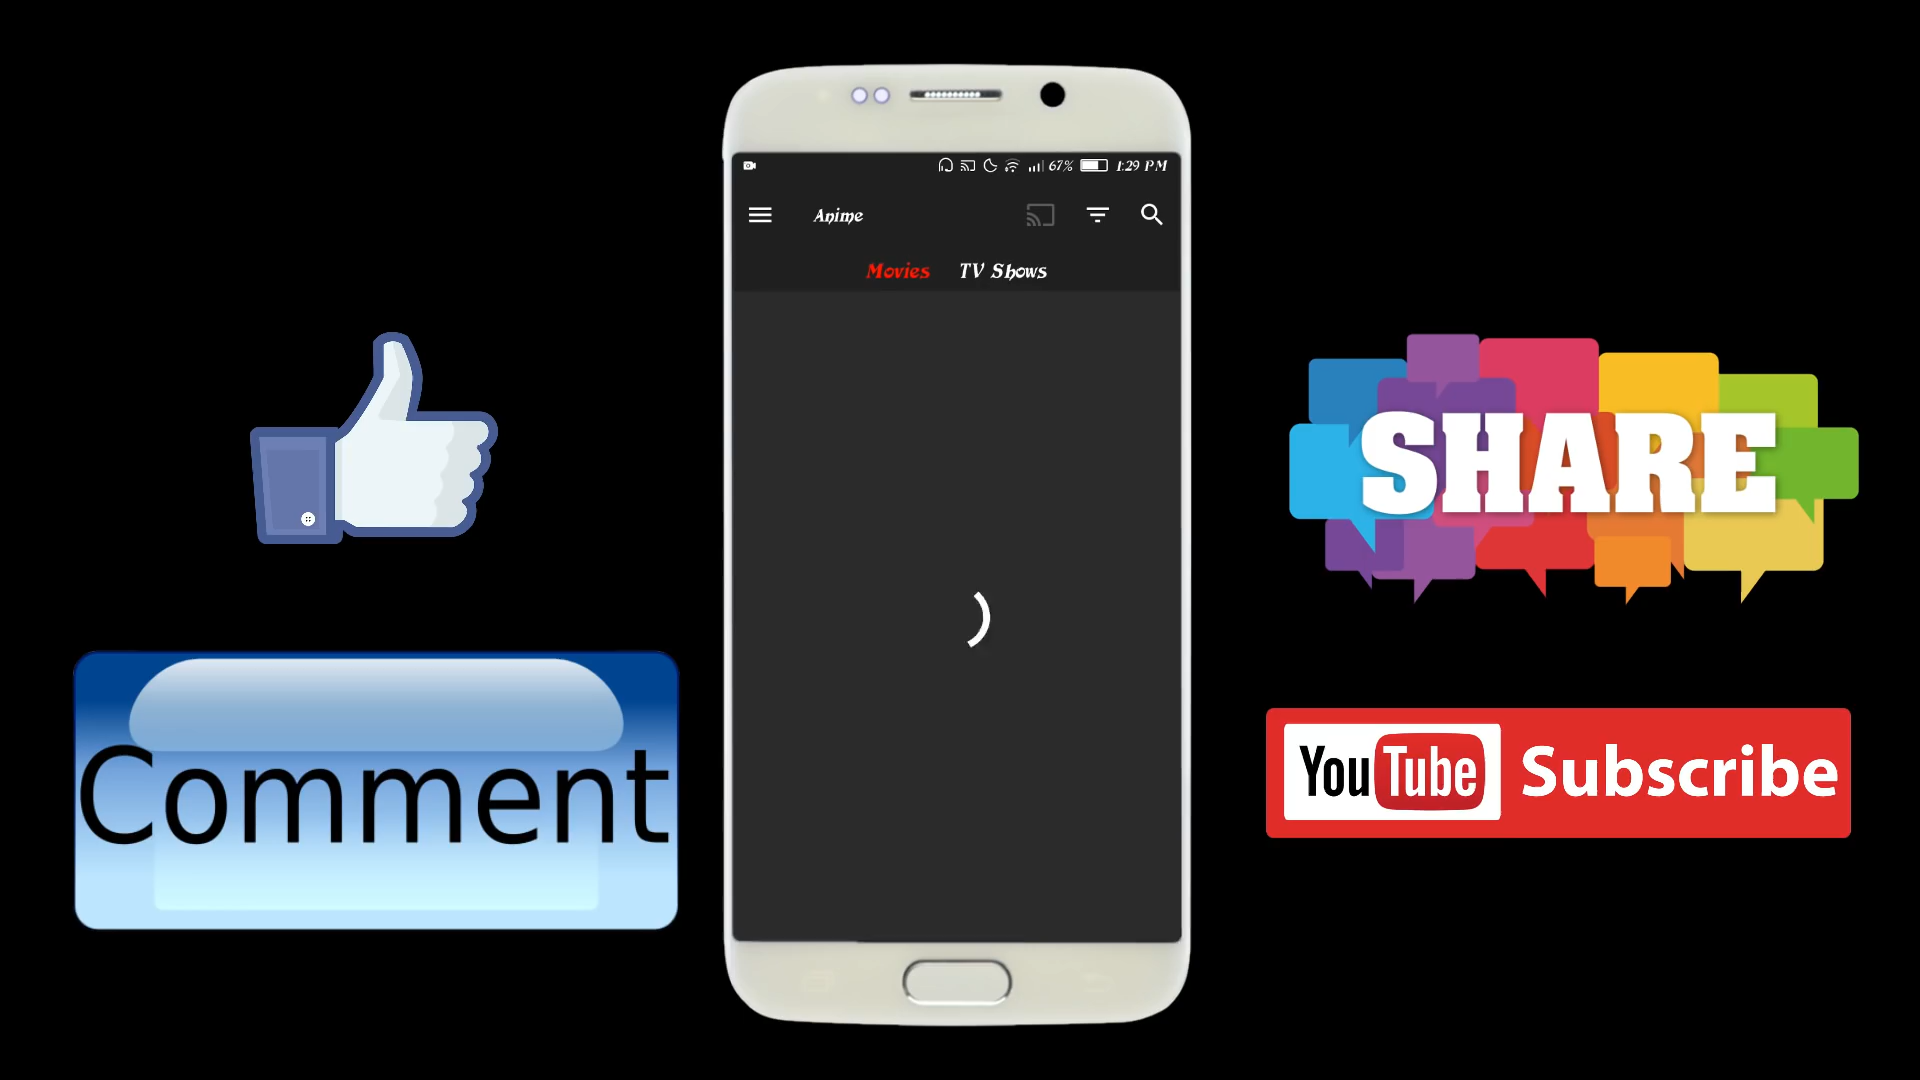 67% 1:29 PM
Anime
Movies TV Shows
SHARE
Comment
YouTube Subscribe